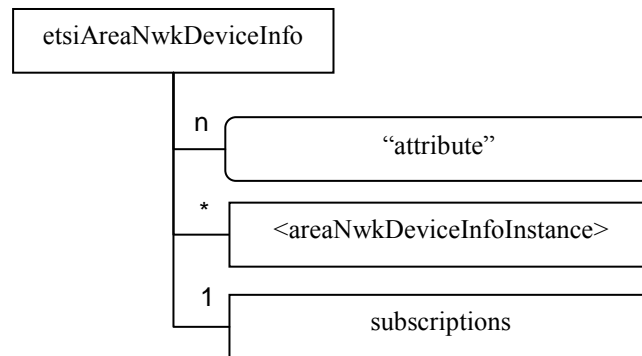 etsiAreaNwkDeviceInfo
n
“attribute”
*
<areaNwkDeviceInfoInstance>
1
subscriptions